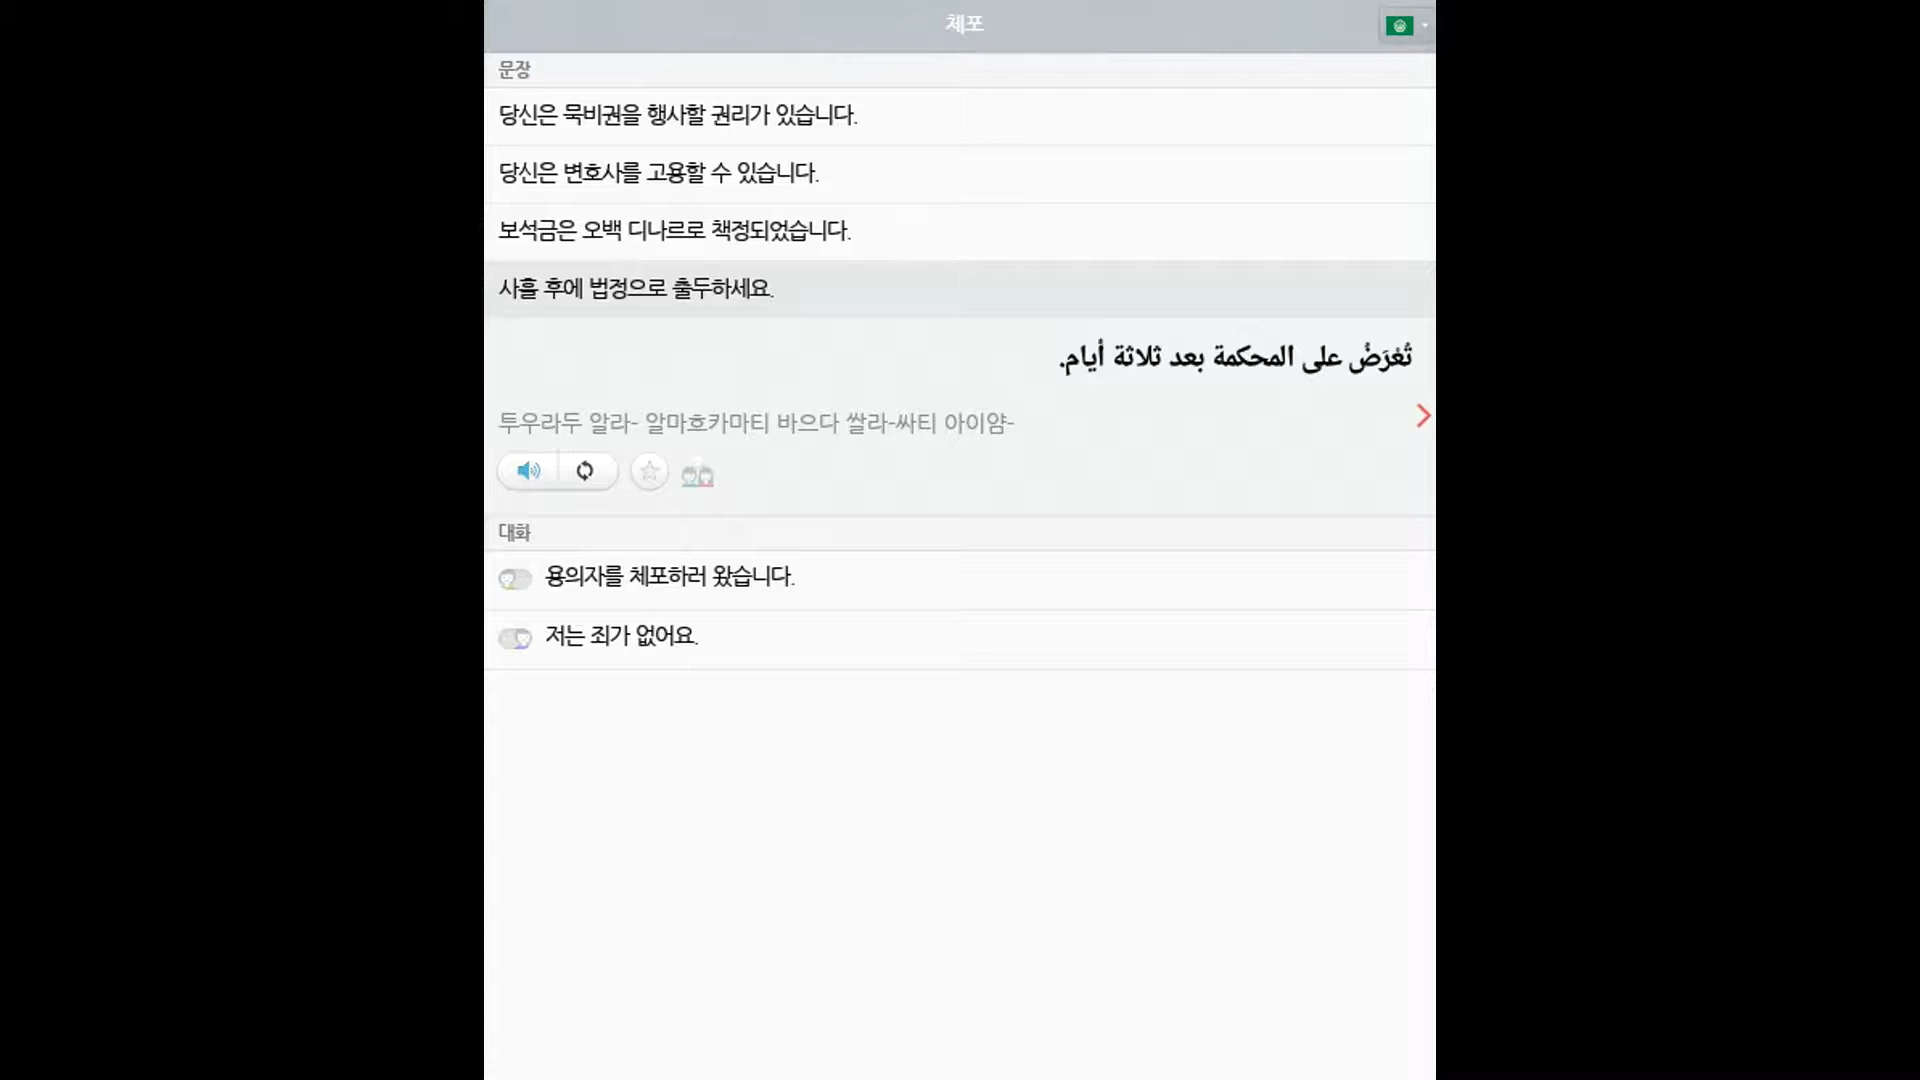 체포
문장
당신은 묵비권을 행사할 권리가 있습니다.
당신은 변호사를 고용할 수 있습니다.
보석금은 오백 디나르로 책정되었습니다.
사흘 후에 법정으로 출두하세요.
تُعْرَضُ على المحكمة بعد ثلاثة أيام.
투우라두 알라- 알마흐카마티 바으다 쌀라-싸티 아이얌-
대화
용의자를 체포하러 왔습니다.
저는 죄가 없어요.